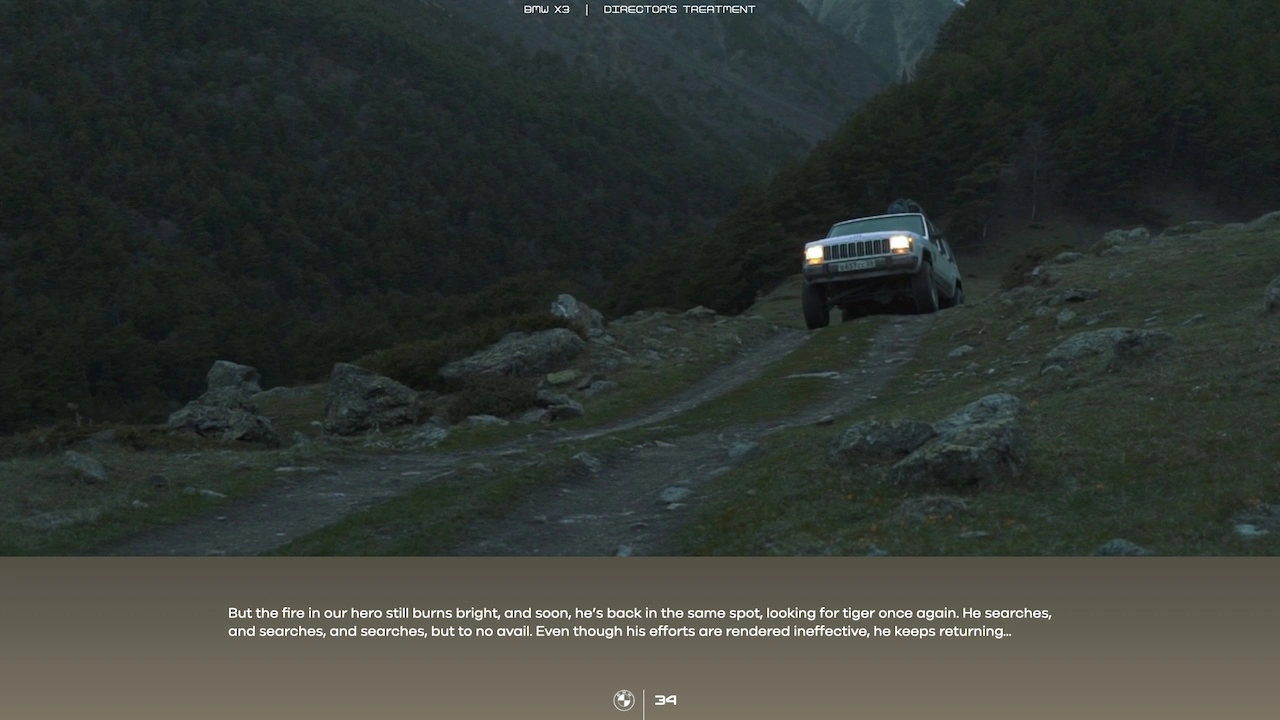 BMW X3 | DIRECTOR'S TREATMENT
But the fire in our hero still burns bright, and soon, he's back in the same spot, looking for tiger once again. He searches,
and searches, and searches, but to no avail. Even though his efforts are rendered ineffective, he keeps returning...
34